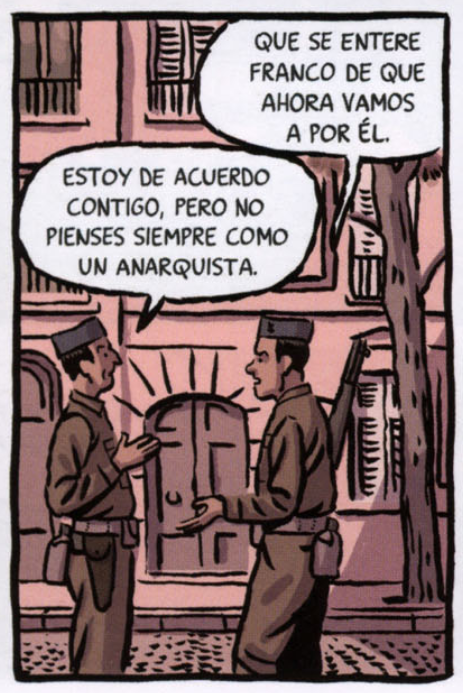 QUE SE ENTERE
FRANCO DE QUE
AHORA VAMOS
A POR ÉL.
ESTOY DE ACUERDO
CONTIGO, PERO NO
PIENSES SIEMPRE COMO
UN ANARQUISTA.